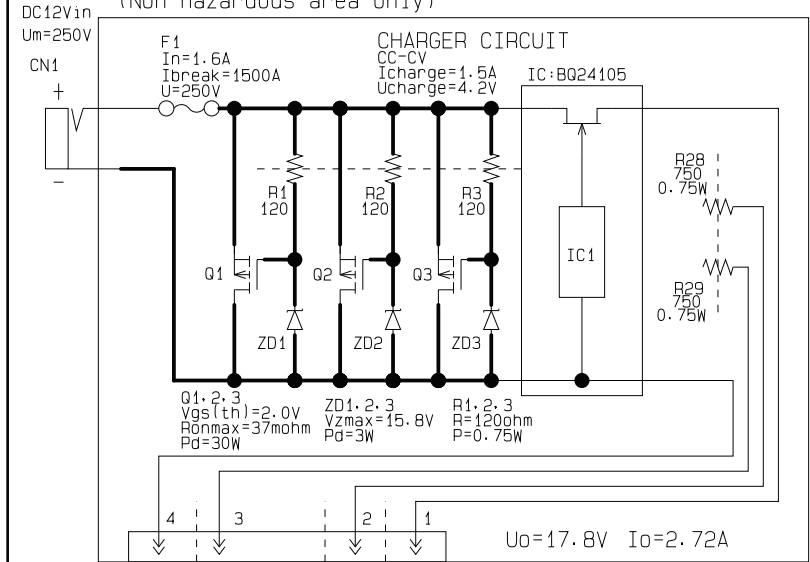 (Non hazardous area only)
DC12Vin
Um=250V
CN1
+
-
F1
In=1.6A
Ibreak=1500A
U=250V
CHARGER CIRCUIT
CC-CV
Icharge=1.5A
Ucharge=4.2V
IC:BQ24105
R1
120
R2
120
R3
120
R28
750
0.75W
Q1
Q2
Q3
IC1
R29
750
0.75W
ZD1
ZD2
ZD3
Q1,2,3
Vgs(th)=2.0V
Ronmax=37mohm
Pd=30W
ZD1,2,3
Vzmax=15.8V
Pd=3W
R1,2,3
R=120ohm
P=0.75W
4
3
2
1
Uo=17.8V Io=2.72A